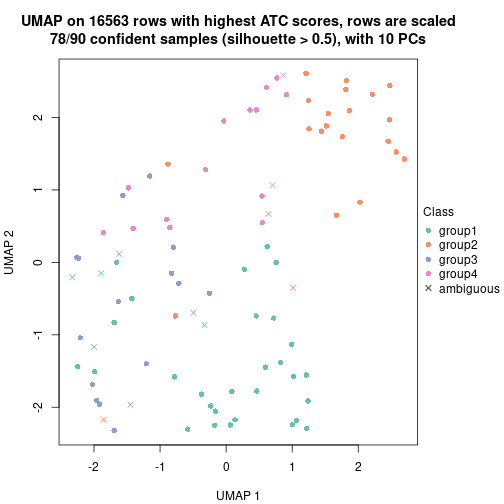 UMAP on 16563 rows with highest ATC scores, rows are scaled
78/90 confident samples (silhouette > 0.5), with 10 PCs
UMAP 2
2
1
0
-1
-2
-2
-1
0
1
2
UMAP 1
Class
group1
group2
group3
group4
ambiguous